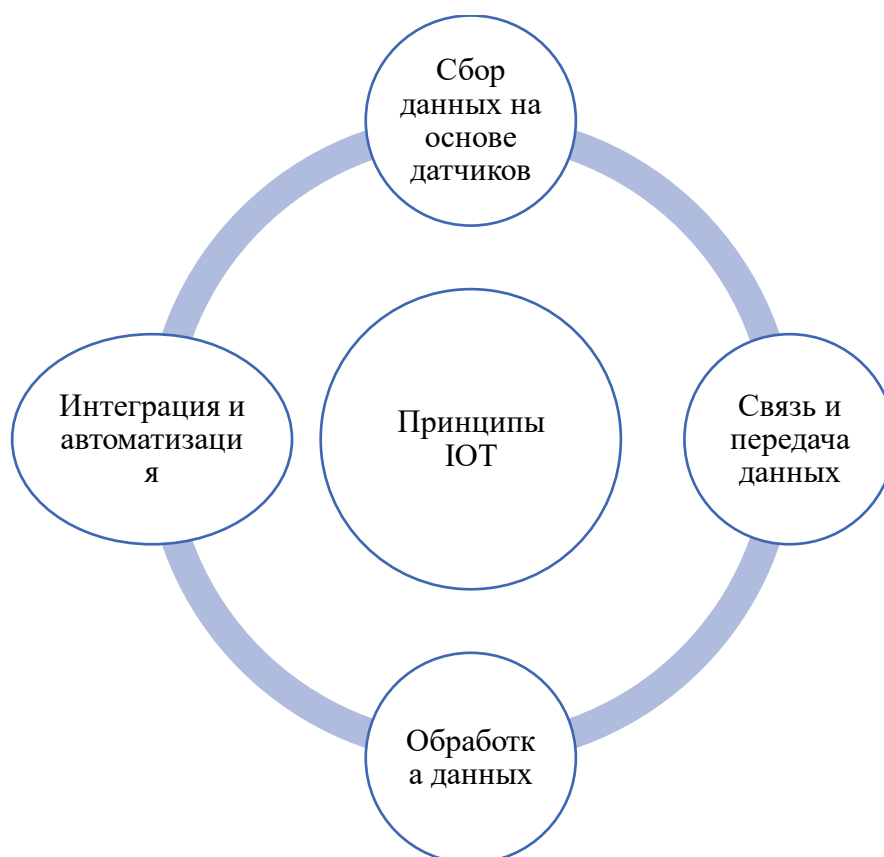 Сбор
данных на
основе
датчиков
Интеграция и
автоматизаци
я
Принципы
IOT
Связь и
передача
данных
Обработк
а данных